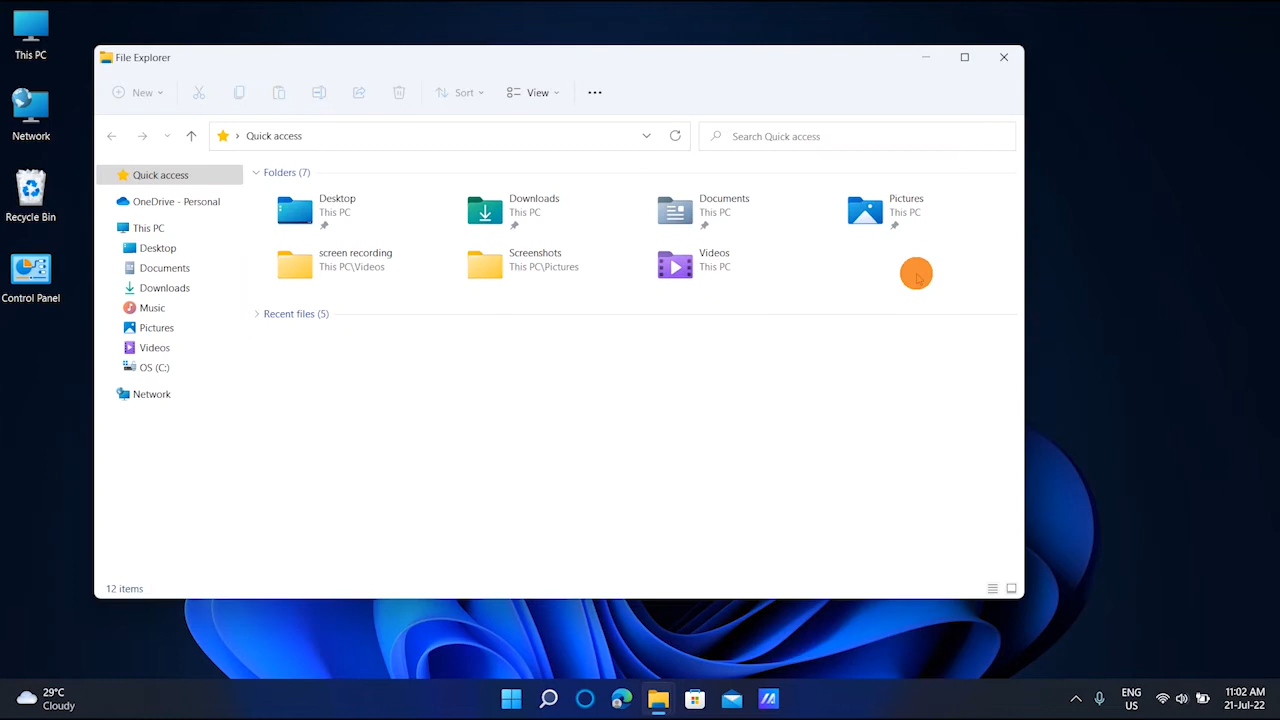 This PC
Network
Recycle Bin
Control Panel
File Explorer
New
Sort
View
Quick access
Search Quick access
Quick access
OneDrive - Personal
This PC
Desktop
Documents
Downloads
Music
Pictures
Videos
OS (C:)
Network
Folders (7)
Desktop
This PC
Downloads
This PC
Documents
This PC
Pictures
This PC
screen recording
This PC\Videos
Screenshots
This PC\Pictures
Videos
This PC
Recent files (5)
12 items
29°C
Cloudy
ENG
US
11:02 AM
21-Jul-22